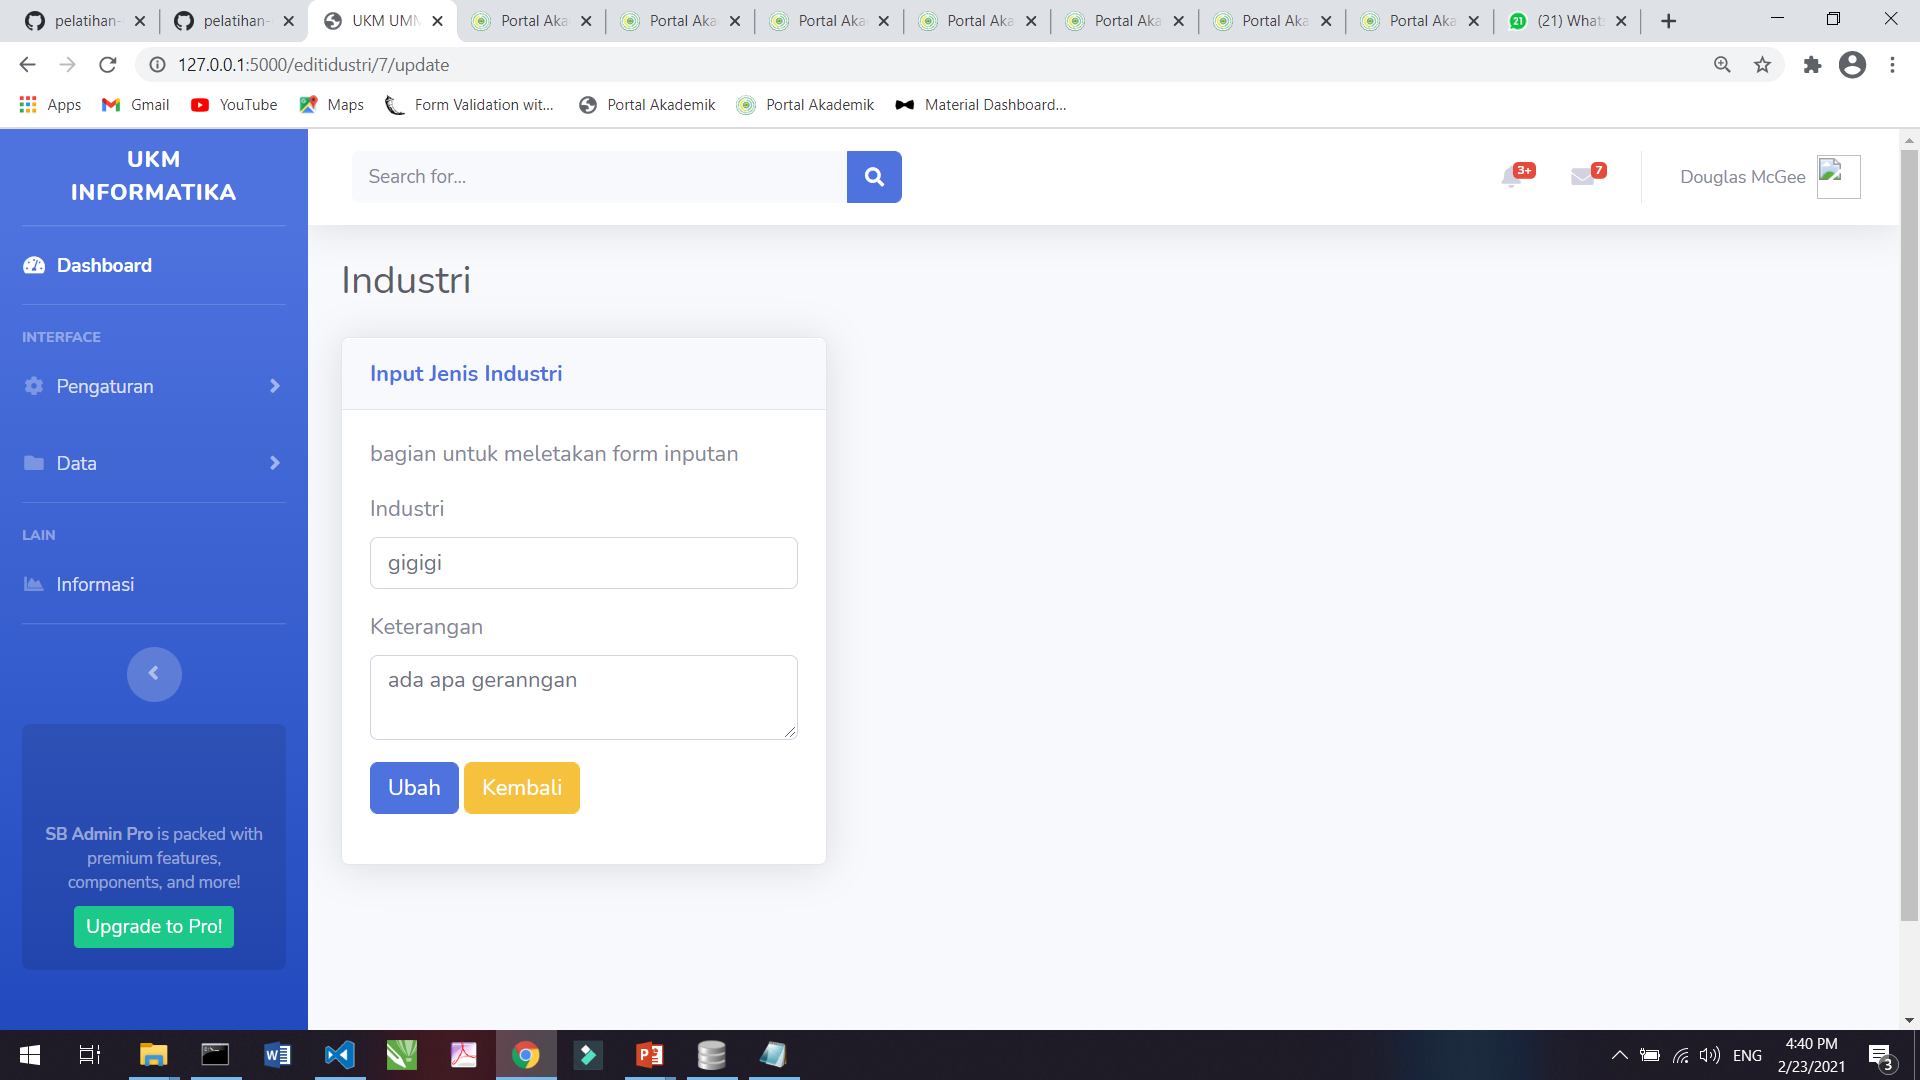 pelatihan-
pelatihan-
UKM UMM
Portal Aka
Portal Aka
Portal Aka
Portal Aka
Portal Aka
Portal Aka
Portal Aka
(21) What
127.0.0.1:5000/editidustri/7/update
Apps
Gmail
YouTube
Maps
Form Validation wit...
Portal Akademik
Portal Akademik
Material Dashboard...
UKM
INFORMATIKA
Dashboard
INTERFACE
Pengaturan
Data
LAIN
Informasi
SB Admin Pro is packed with
premium features,
components, and more!
Upgrade to Pro!
Search for...
3+
7
Douglas McGee
Industri
Input Jenis Industri
bagian untuk meletakan form inputan
Industri
gigigi
Keterangan
ada apa geranngan
Ubah Kembali
ENG
4:40 PM
2/23/2021
3